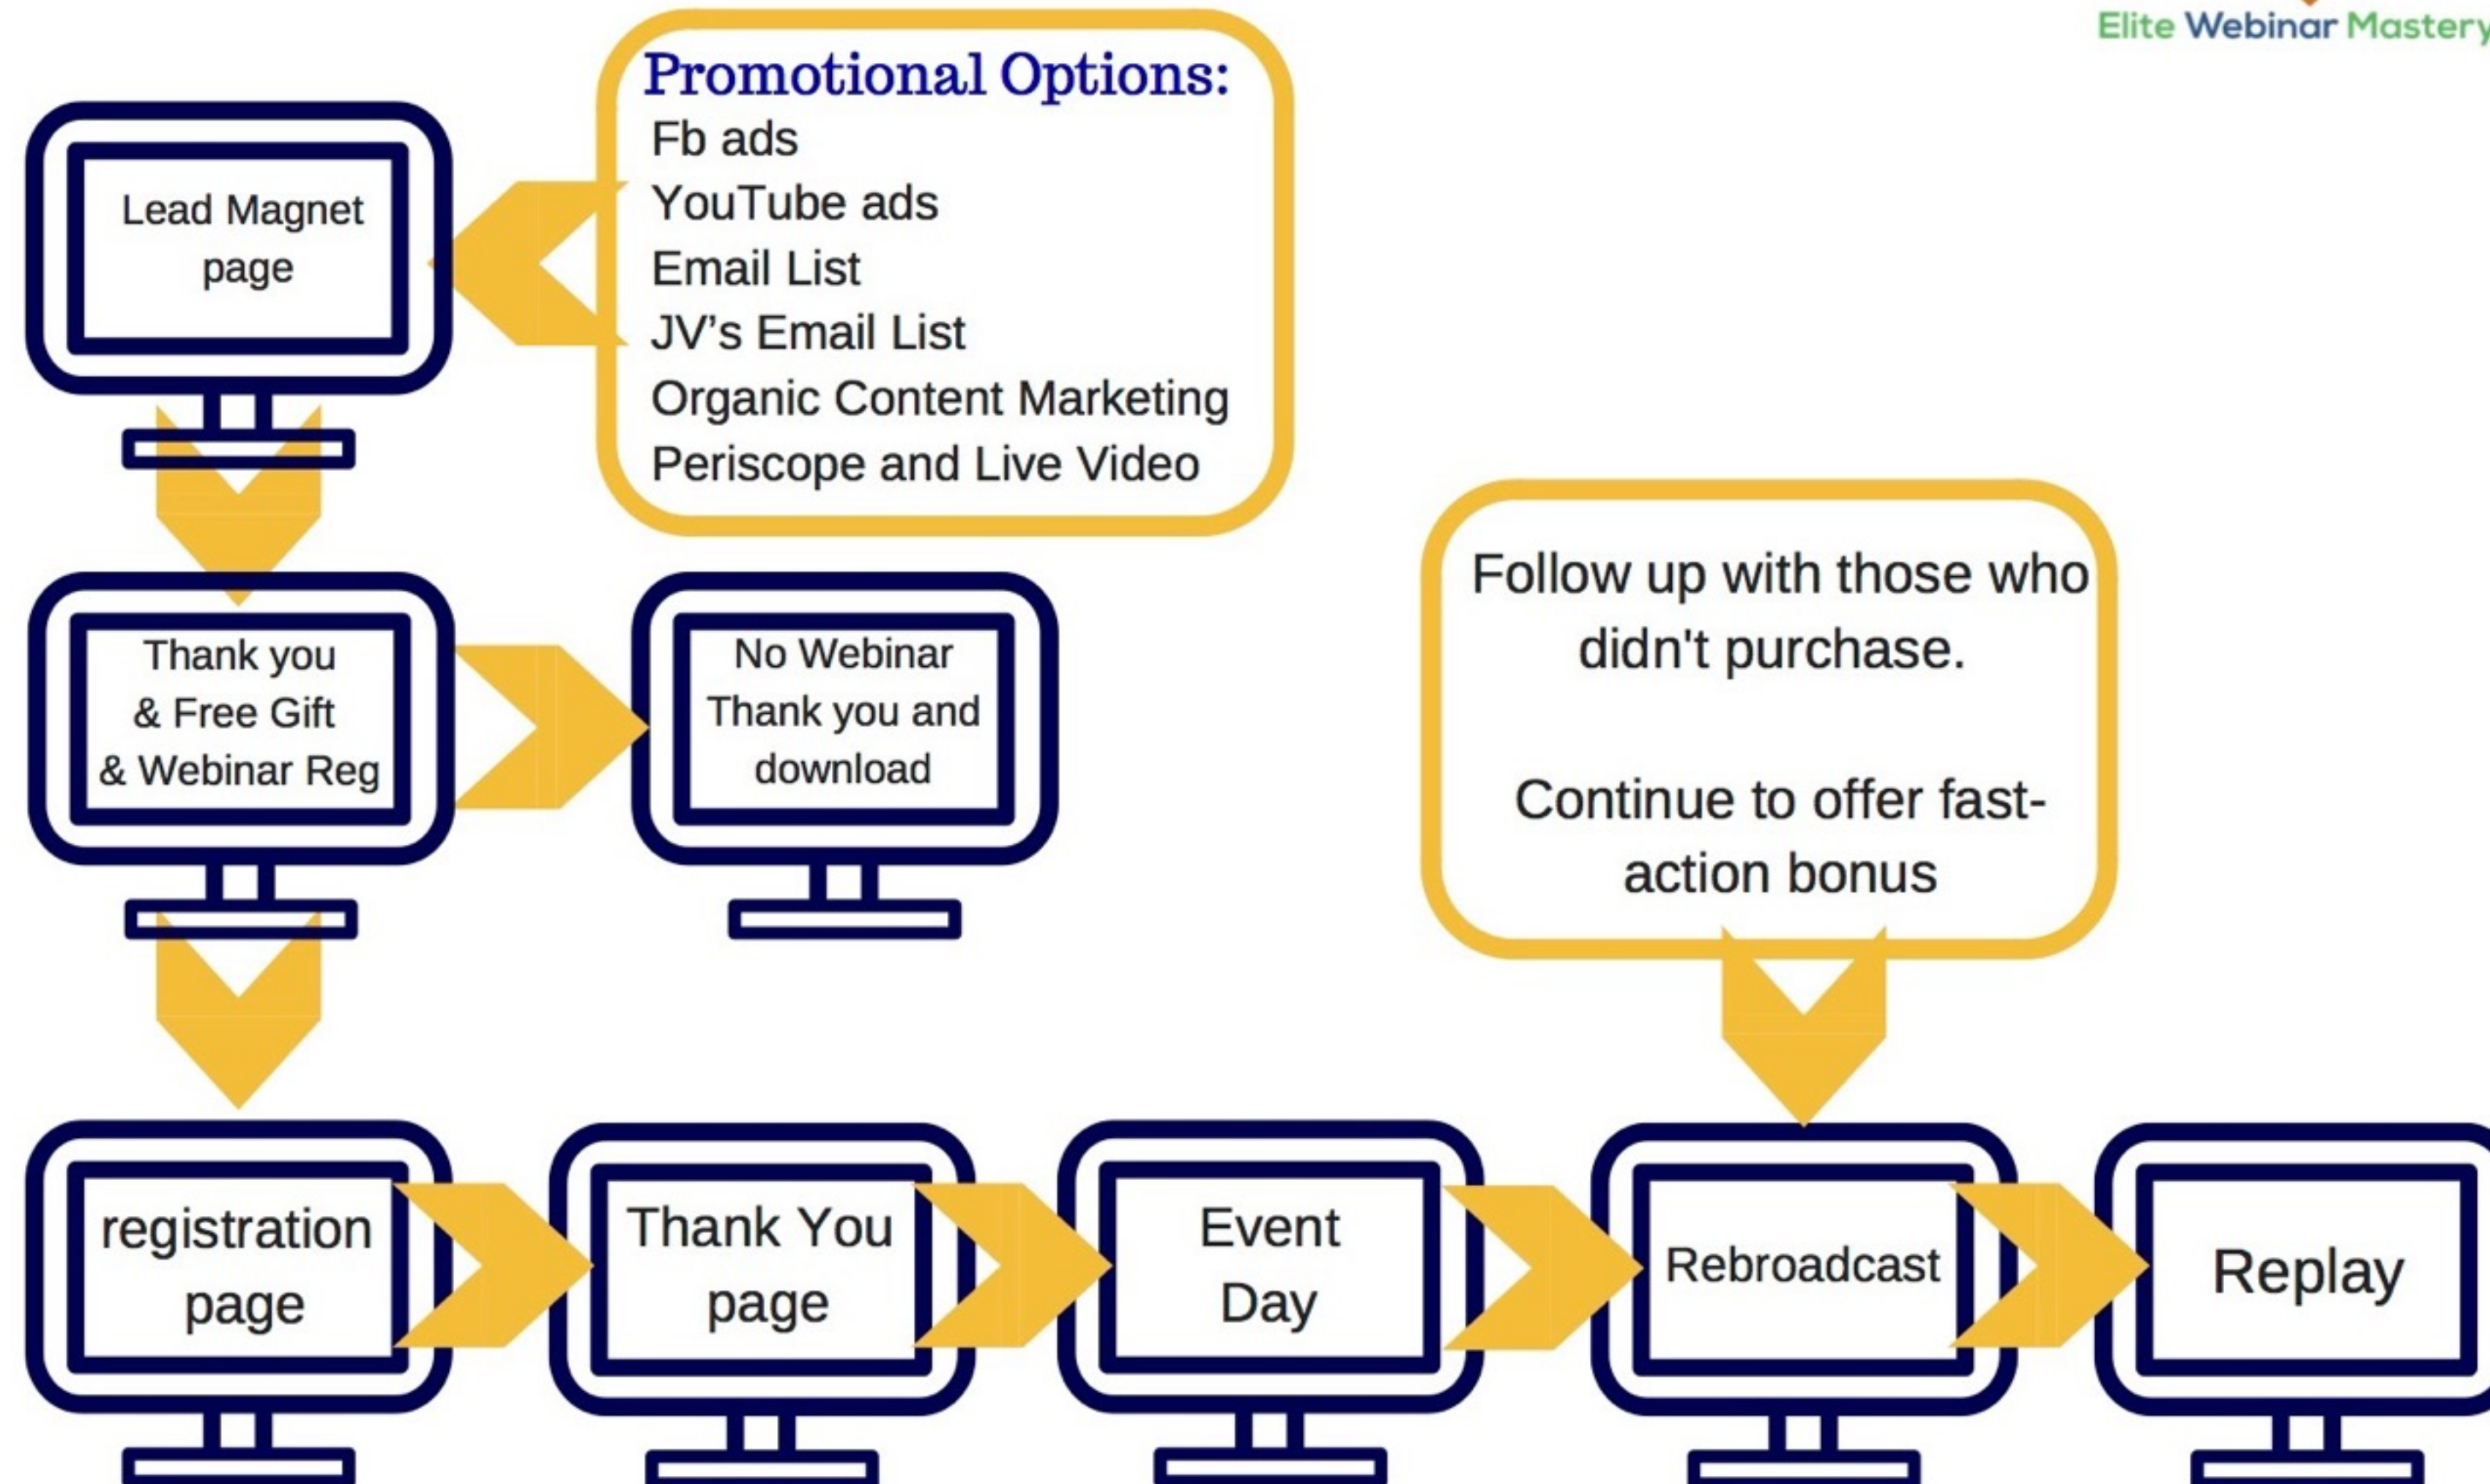 Elite Webinar Mastery
Promotional Options:
Fb ads
YouTube ads
Email List
JV’s Email List
Organic Content Marketing
Periscope and Live Video
Lead Magnet
page
Follow up with those who
didn't purchase.
Continue to offer fast-
action bonus
Thank you
& Free Gift
& Webinar Reg
No Webinar
Thank you and
download
registration
page
Thank You
page
Event
Day
Rebroadcast
Replay